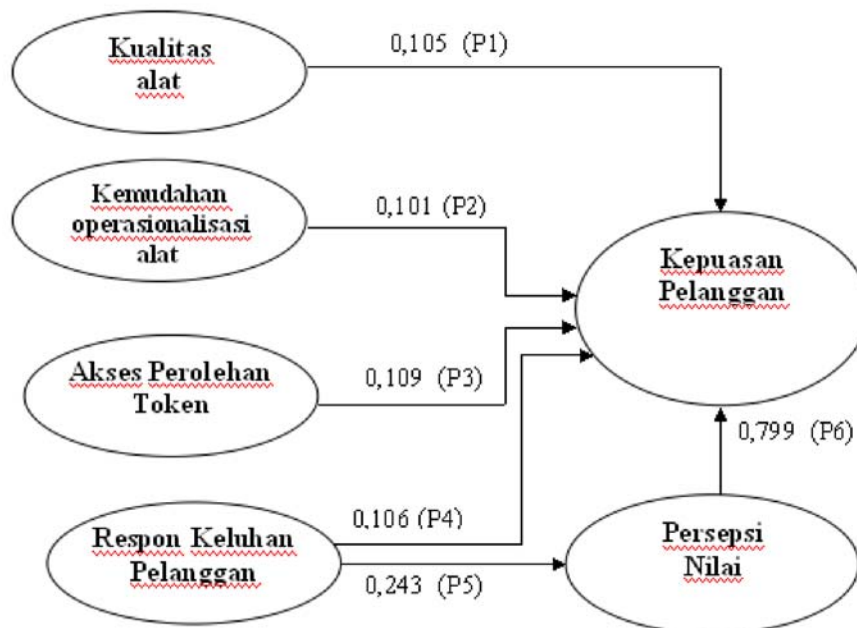 Kualitas
alat
0,105 (P1)
Kemudahan
operasionalisasi
alat
0,101 (P2)
Kepuasan
Pelanggan
Akses Perolehan
Token
0,109 (P3)
0,799 (P6)
Respon Keluhan
Pelanggan
0,106 (P4)
0,243 (P5)
Persepsi
Nilai